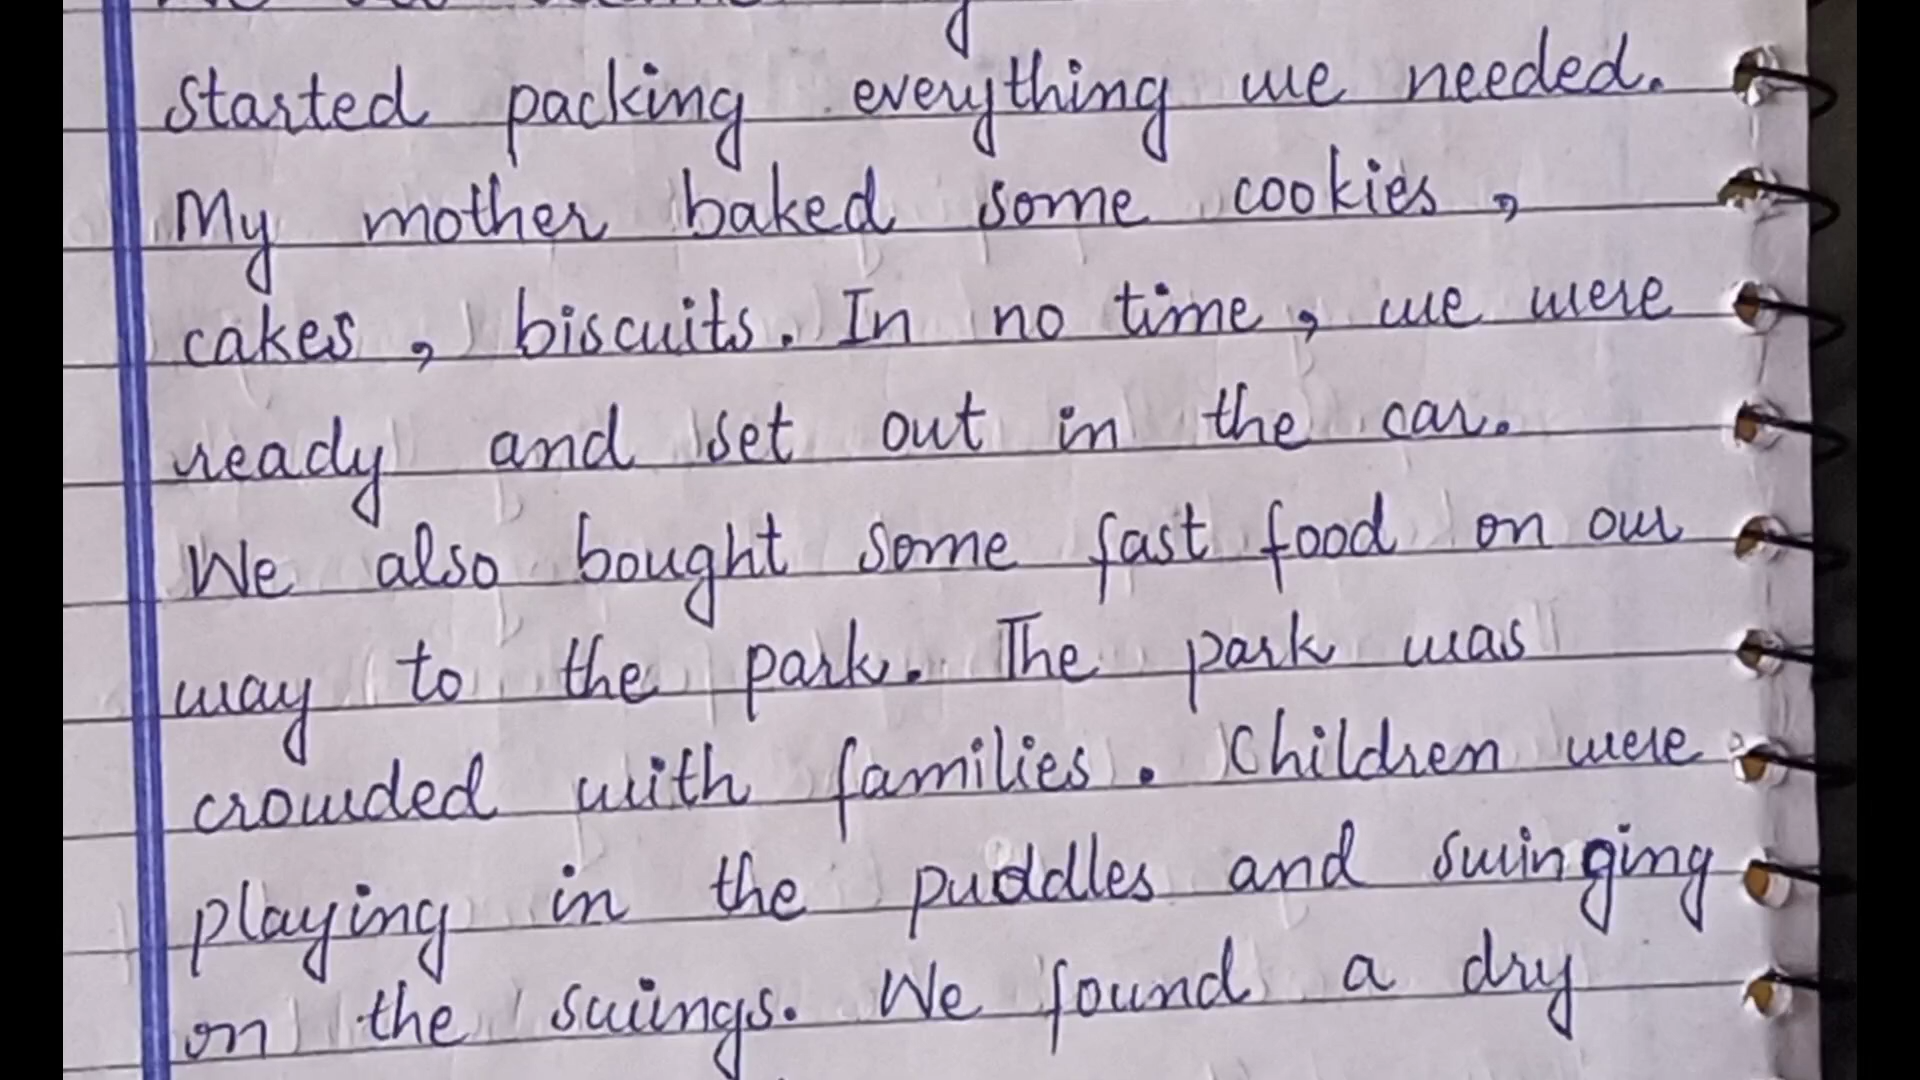 started packing everything we needed.
My mother baked some cookies,
cakes, biscuits. In no time, we were
ready and set out in the car.
We also bought some fast food on our
way to the park. The park was
crowded with families. Children were
playing in the puddles and swinging
on the swings. We found a dry